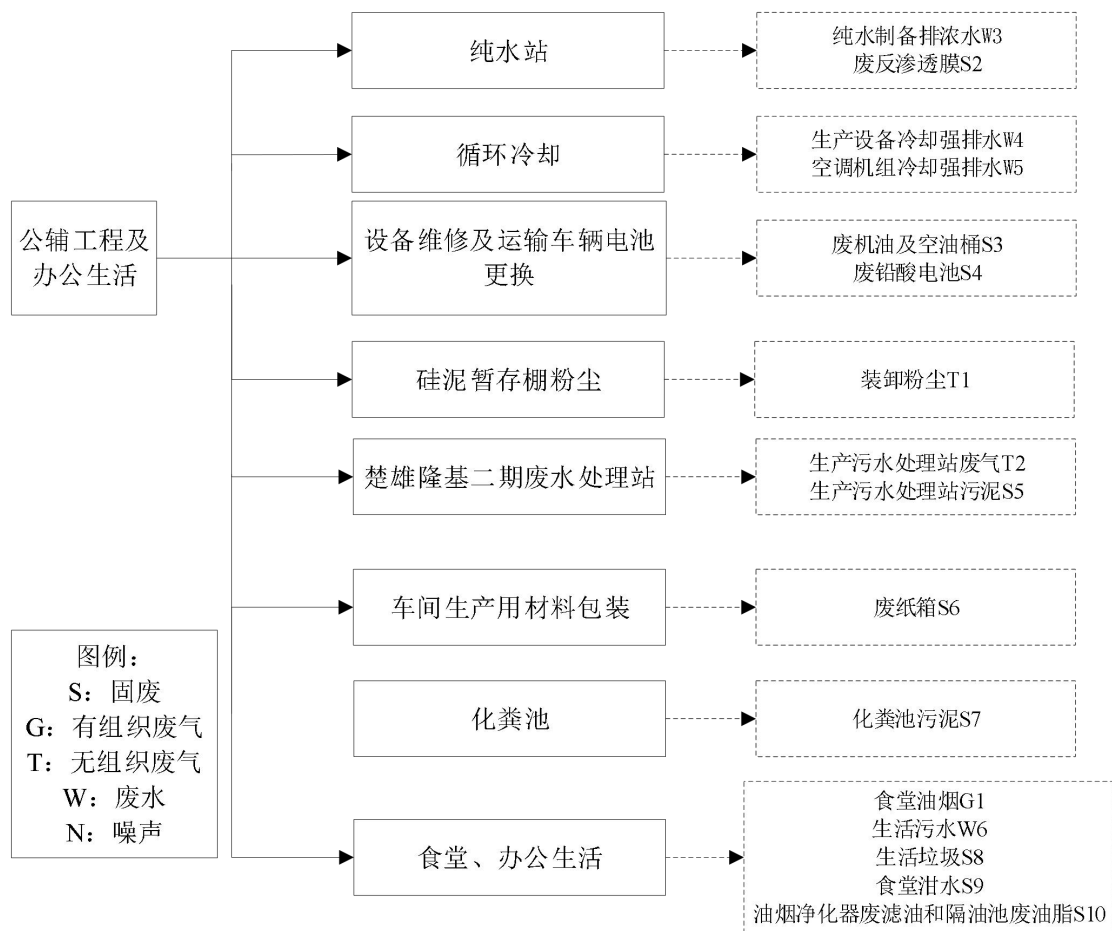 纯水站
纯水制备排浓水W3
废反渗透膜S2
循环冷却
生产设备冷却强排水W4
空调机组冷却强排水W5
公辅工程及
办公生活
设备维修及运输车辆电池
更换
废机油及空油桶S3
废铅酸电池S4
硅泥暂存棚粉尘
装卸粉尘T1
楚雄隆基二期废水处理站
生产污水处理站废气T2
生产污水处理站污泥S5
车间生产用材料包装
废纸箱S6
图例：
S：固废
G：有组织废气
T：无组织废气
W：废水
N：噪声
化粪池
化粪池污泥S7
食堂、办公生活
食堂油烟G1
生活污水W6
生活垃圾S8
食堂泔水S9
油烟净化器废滤油和隔油池废油脂S10